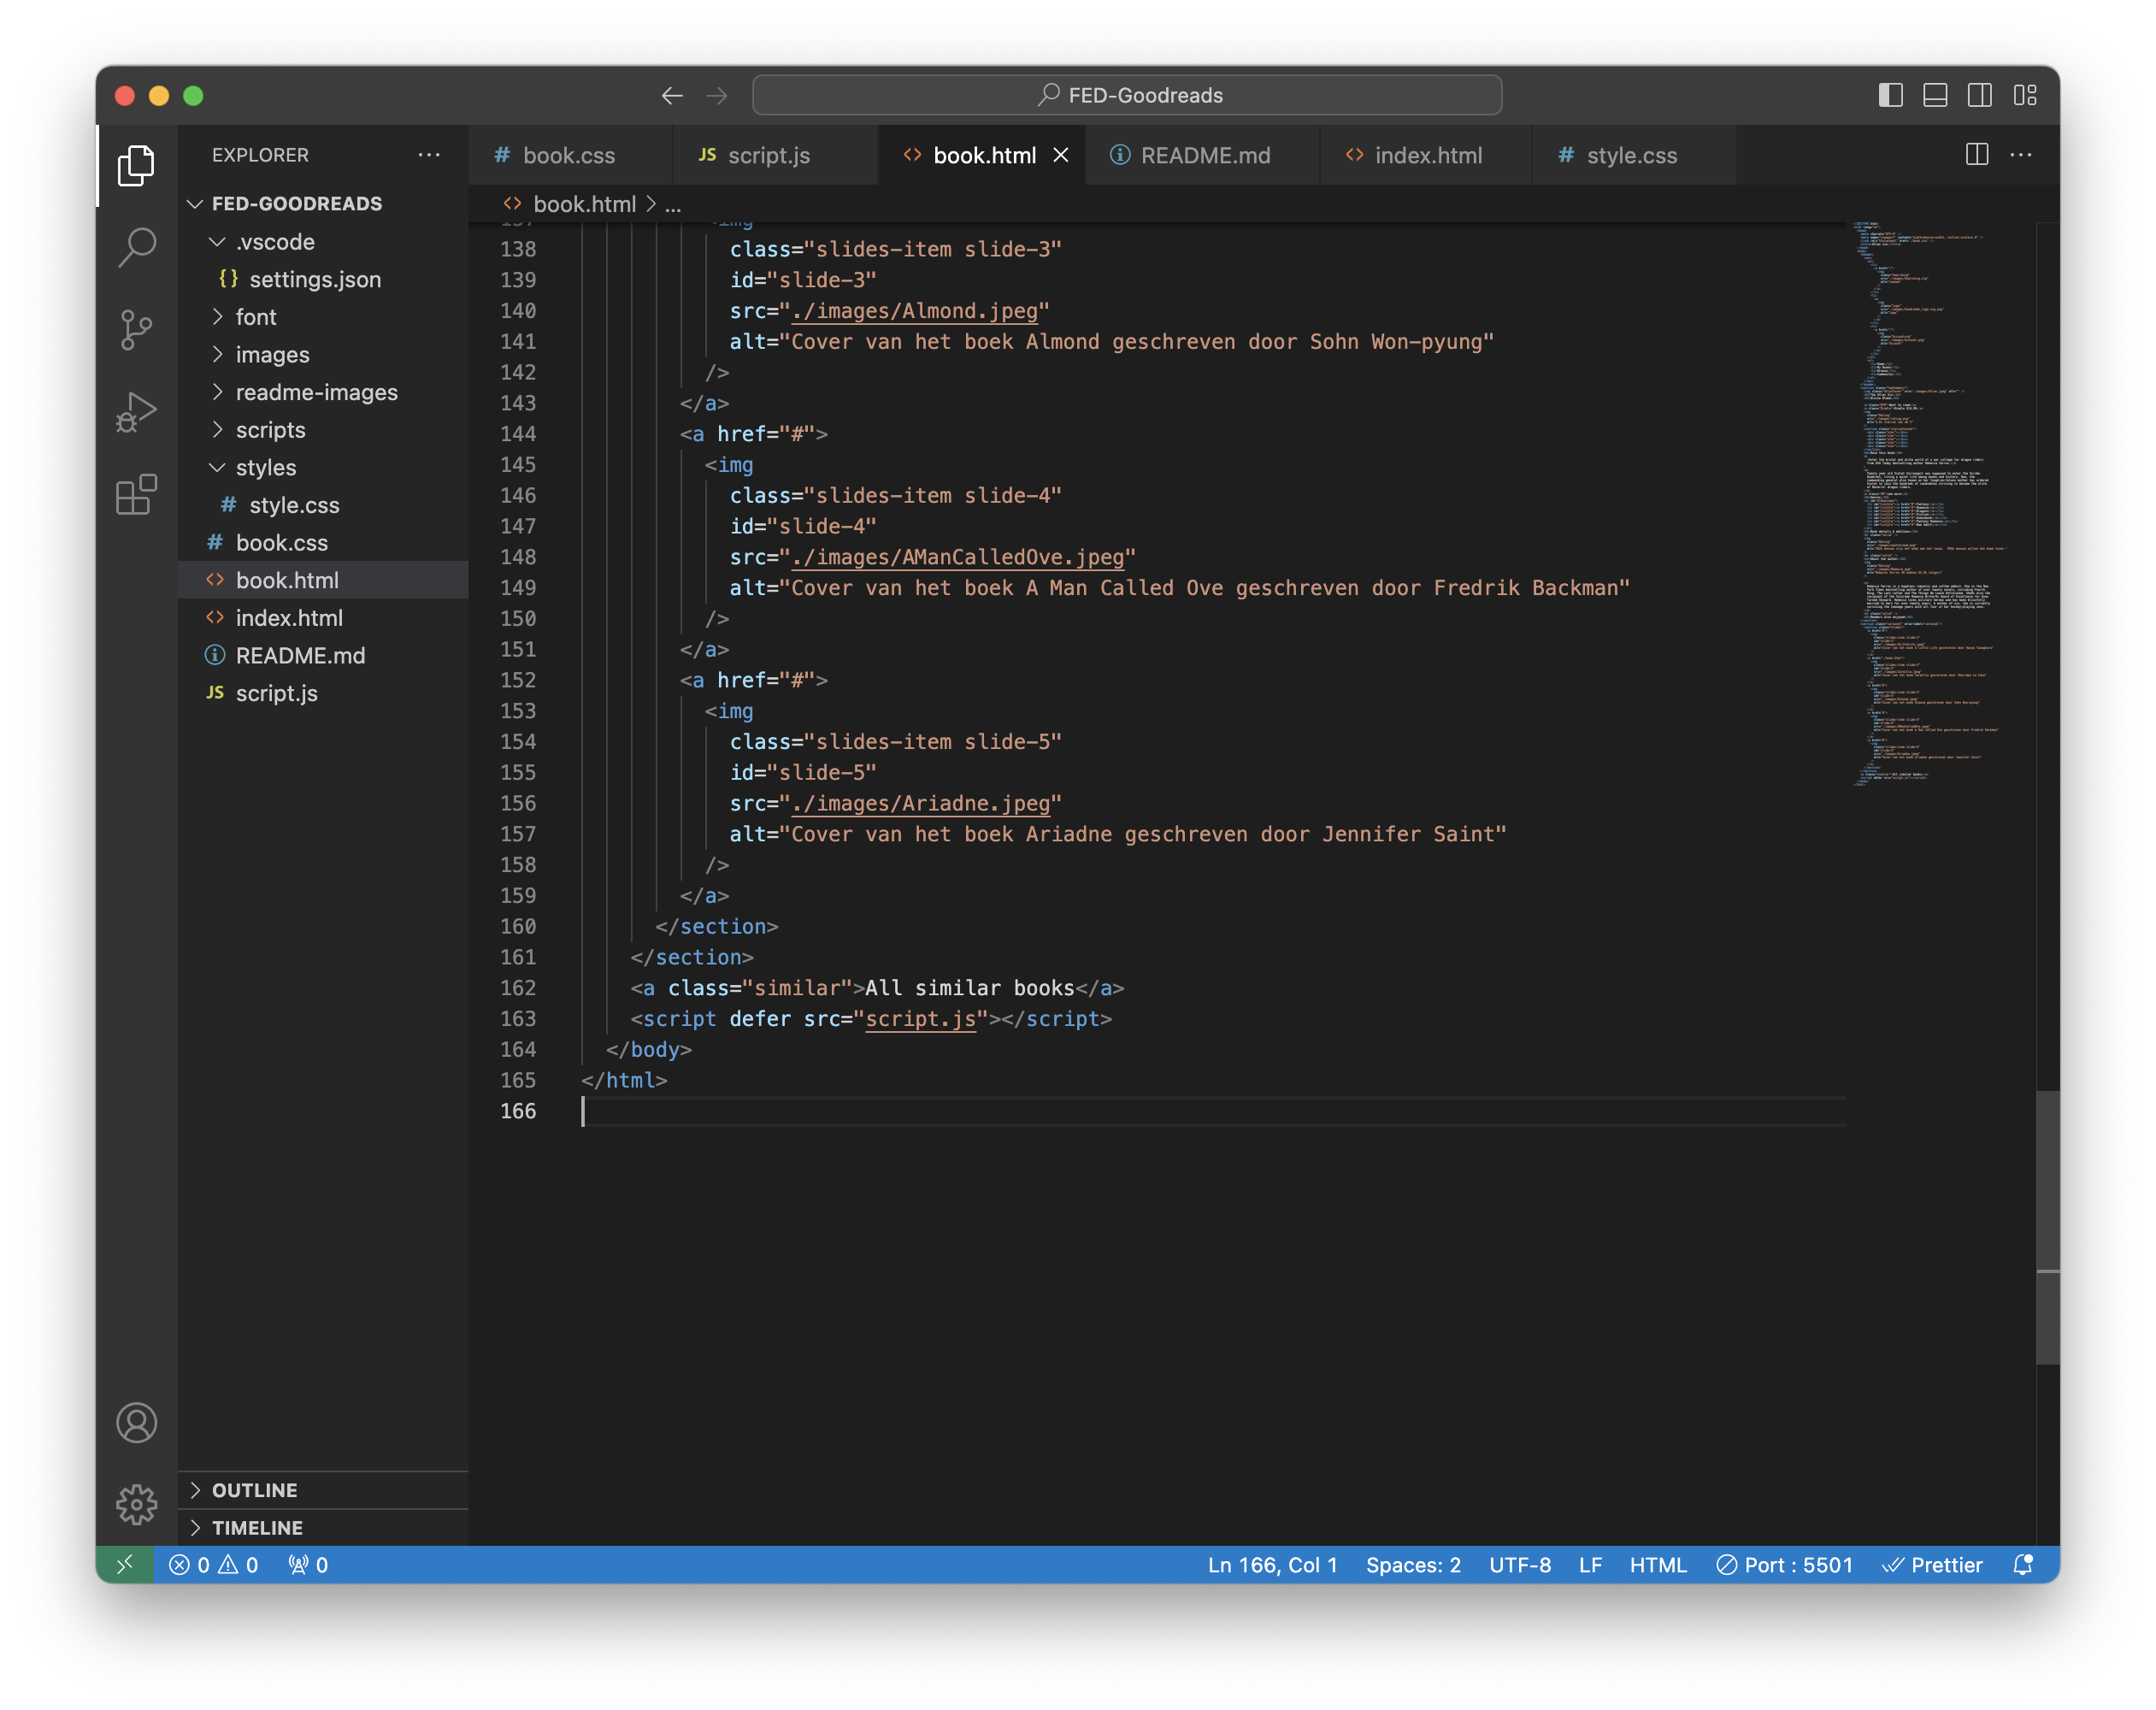 FED-Goodreads
EXPLORER
FED-GOODREADS
.vscode
{} settings.json
font
images
readme-images
scripts
styles
# style.css
# book.css
<> book.html
<> index.html
README.md
JS script.js
OUTLINE
TIMELINE
# book.css
JS script.js
<> book.html
README.md
<> index.html
# style.css
<> book.html > ...
137 <img
138 class="slides-item slide-3"
139 id="slide-3"
140 src="./images/Almond.jpeg"
141 alt="Cover van het boek Almond geschreven door Sohn Won-pyung"
142 />
143 </a>
144 <a href="#">
145 <img
146 class="slides-item slide-4"
147 id="slide-4"
148 src="./images/AManCalledOve.jpeg"
149 alt="Cover van het boek A Man Called Ove geschreven door Fredrik Backman"
150 />
151 </a>
152 <a href="#">
153 <img
154 class="slides-item slide-5"
155 id="slide-5"
156 src="./images/Ariadne.jpeg"
157 alt="Cover van het boek Ariadne geschreven door Jennifer Saint"
158 />
159 </a>
160 </section>
161 </section>
162 <a class="similar">All similar books</a>
163 <script defer src="script.js"></script>
164 </body>
165 </html>
166
0 0 0
Ln 166, Col 1 Spaces: 2 UTF-8 LF HTML Port : 5501 Prettier